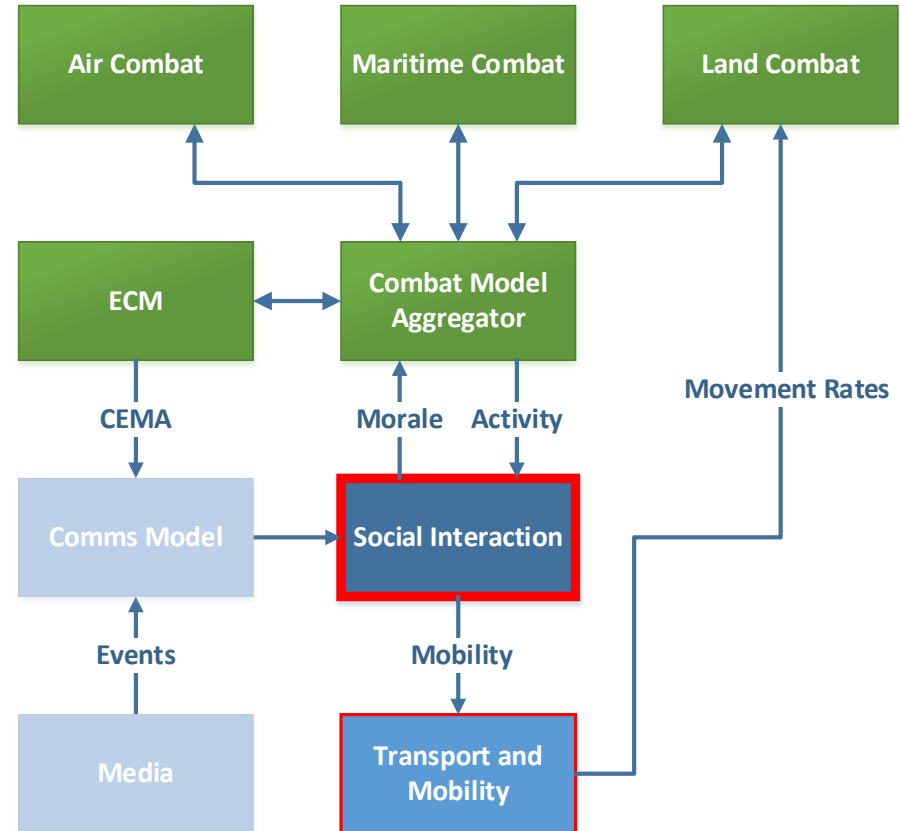 Air Combat
Maritime Combat
Land Combat
ECM
Combat Model
Aggregator
Movement Rates
CEMA
Morale
Activity
Comms Model
Social Interaction
Events
Mobility
Media
Transport and
Mobility